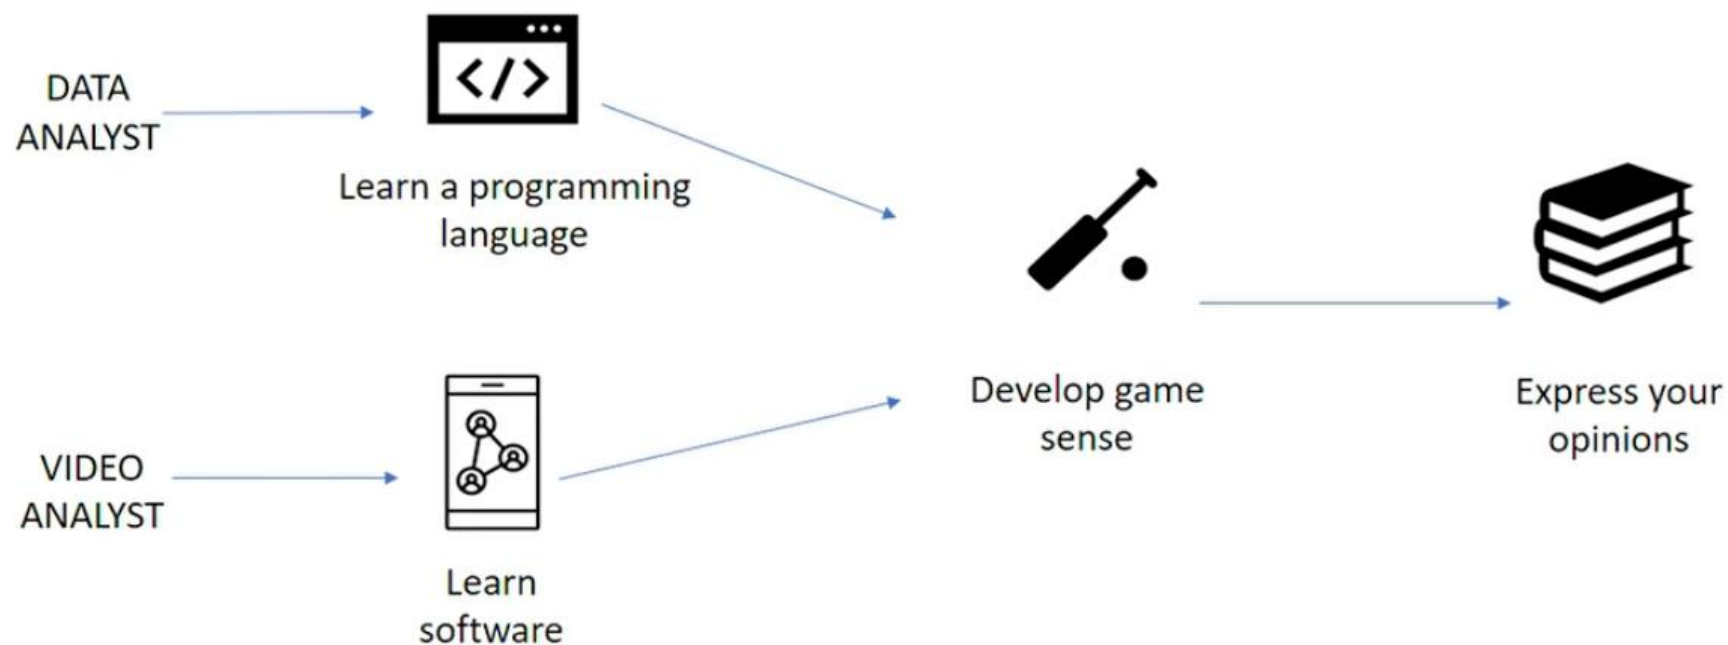 DATA
ANALYST
</>
Learn a programming
language
VIDEO
ANALYST
Learn
software
Develop game
sense
Express your
opinions